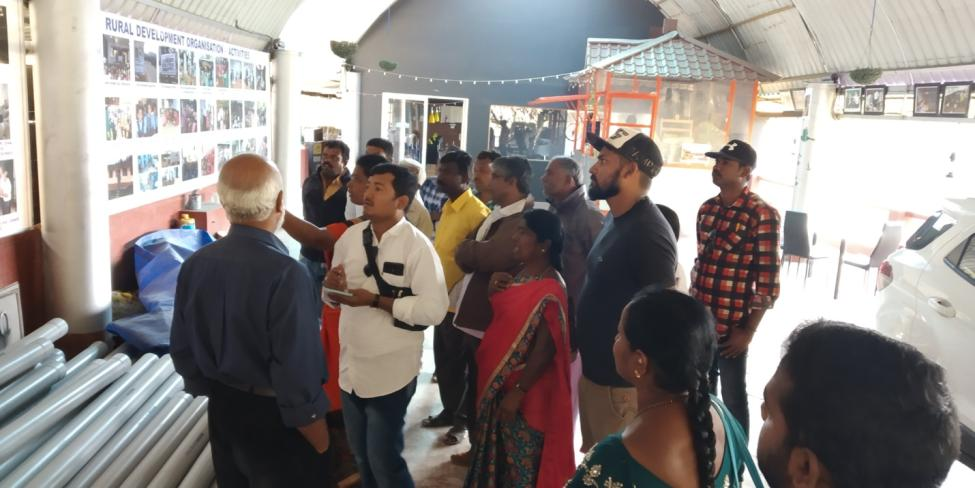 RURAL DEVELOPMENT ORGANISATION - ACTIVITIES